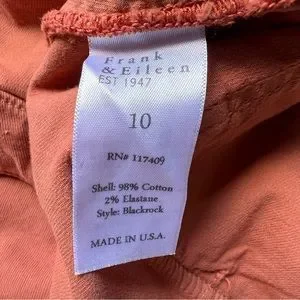 Frank
& Eileen
EST 1947
10
RN# 117409
Shell: 98% Cotton
2% Elastane
Style: Blackrock
MADE IN U.S.A.